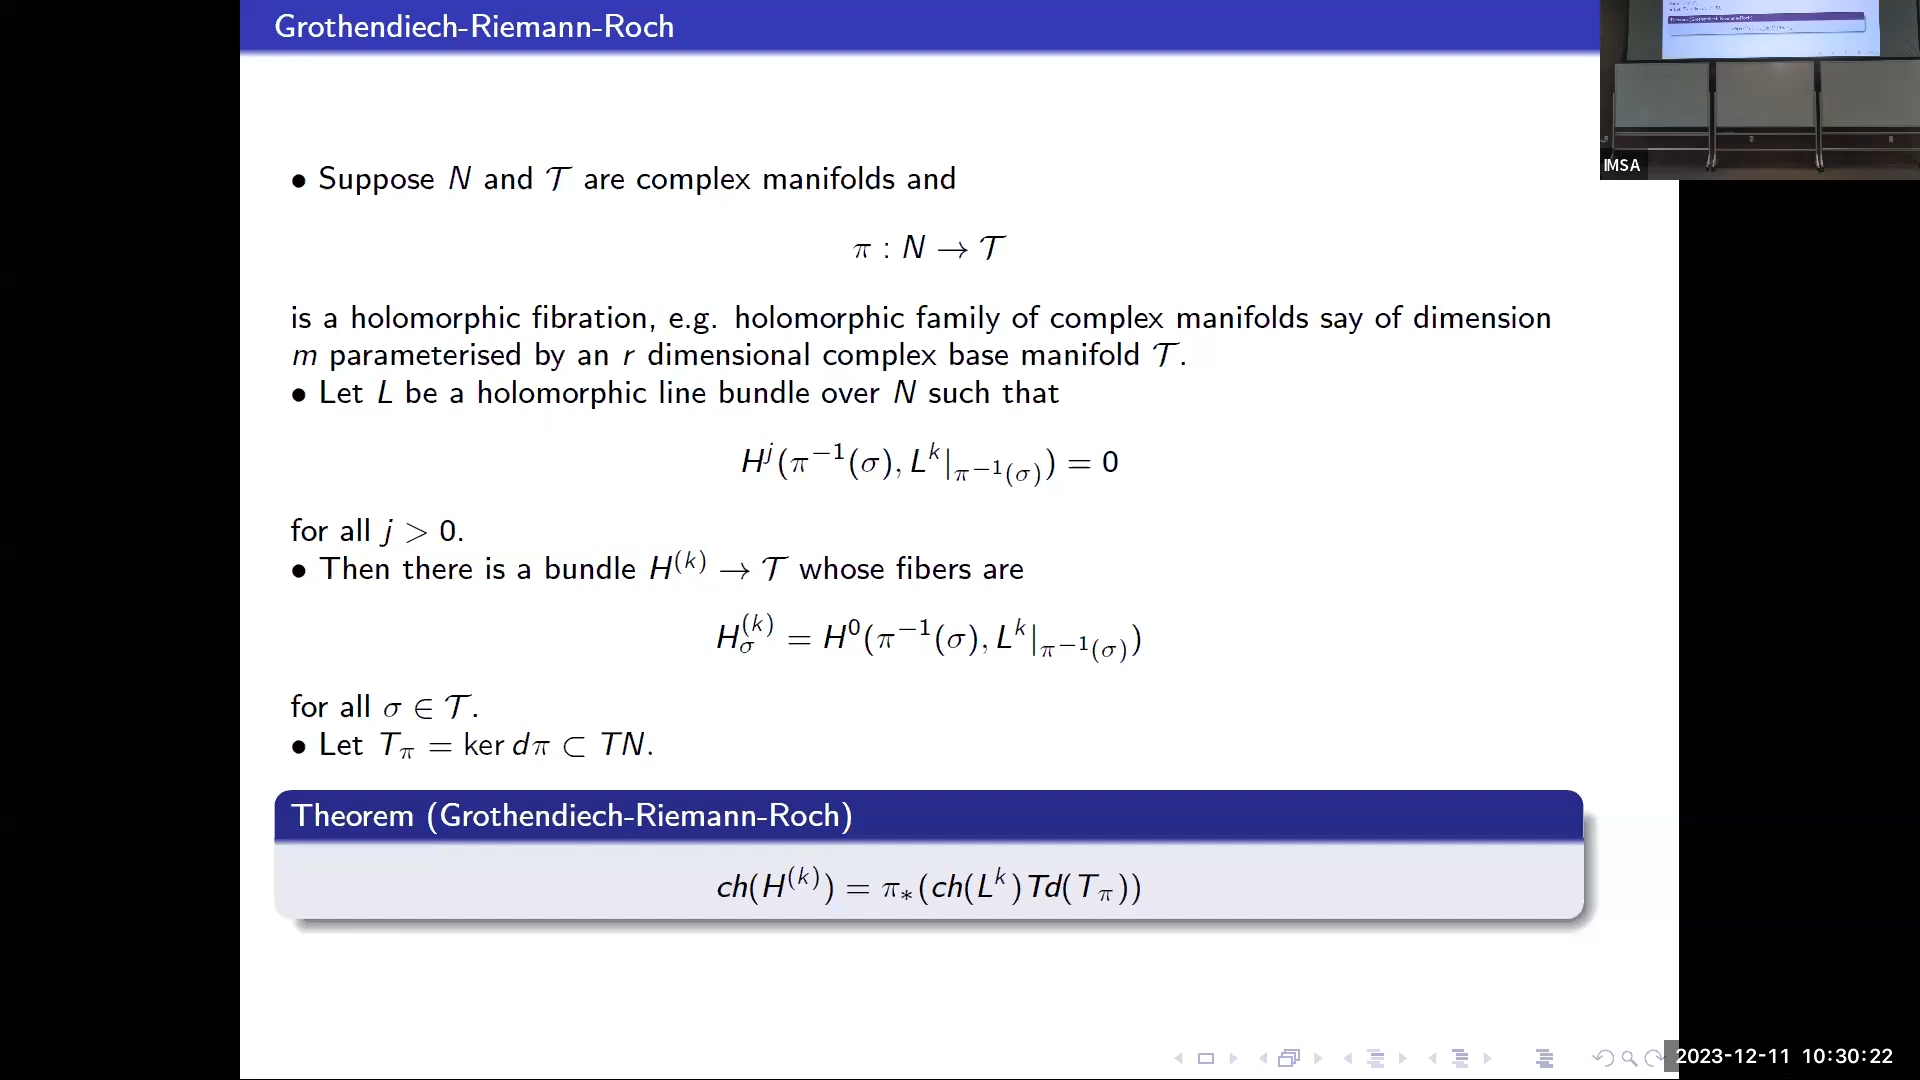 Grothendiech-Riemann-Roch
• Suppose N and 𝒯 are complex manifolds and
π : N → 𝒯
is a holomorphic fibration, e.g. holomorphic family of complex manifolds say of dimension
m parameterised by an r dimensional complex base manifold 𝒯.
• Let L be a holomorphic line bundle over N such that
H^j(π^{-1}(σ), L^k|_{π^{-1}(σ)}) = 0
for all j > 0.
• Then there is a bundle H^{(k)} → 𝒯 whose fibers are
H_σ^{(k)} = H^0(π^{-1}(σ), L^k|_{π^{-1}(σ)})
for all σ ∈ 𝒯.
• Let T_π = ker dπ ⊂ TN.
Theorem (Grothendiech-Riemann-Roch)
ch(H^{(k)}) = π_*(ch(L^k)Td(T_π))
IMSA
2023-12-11 10:30:22